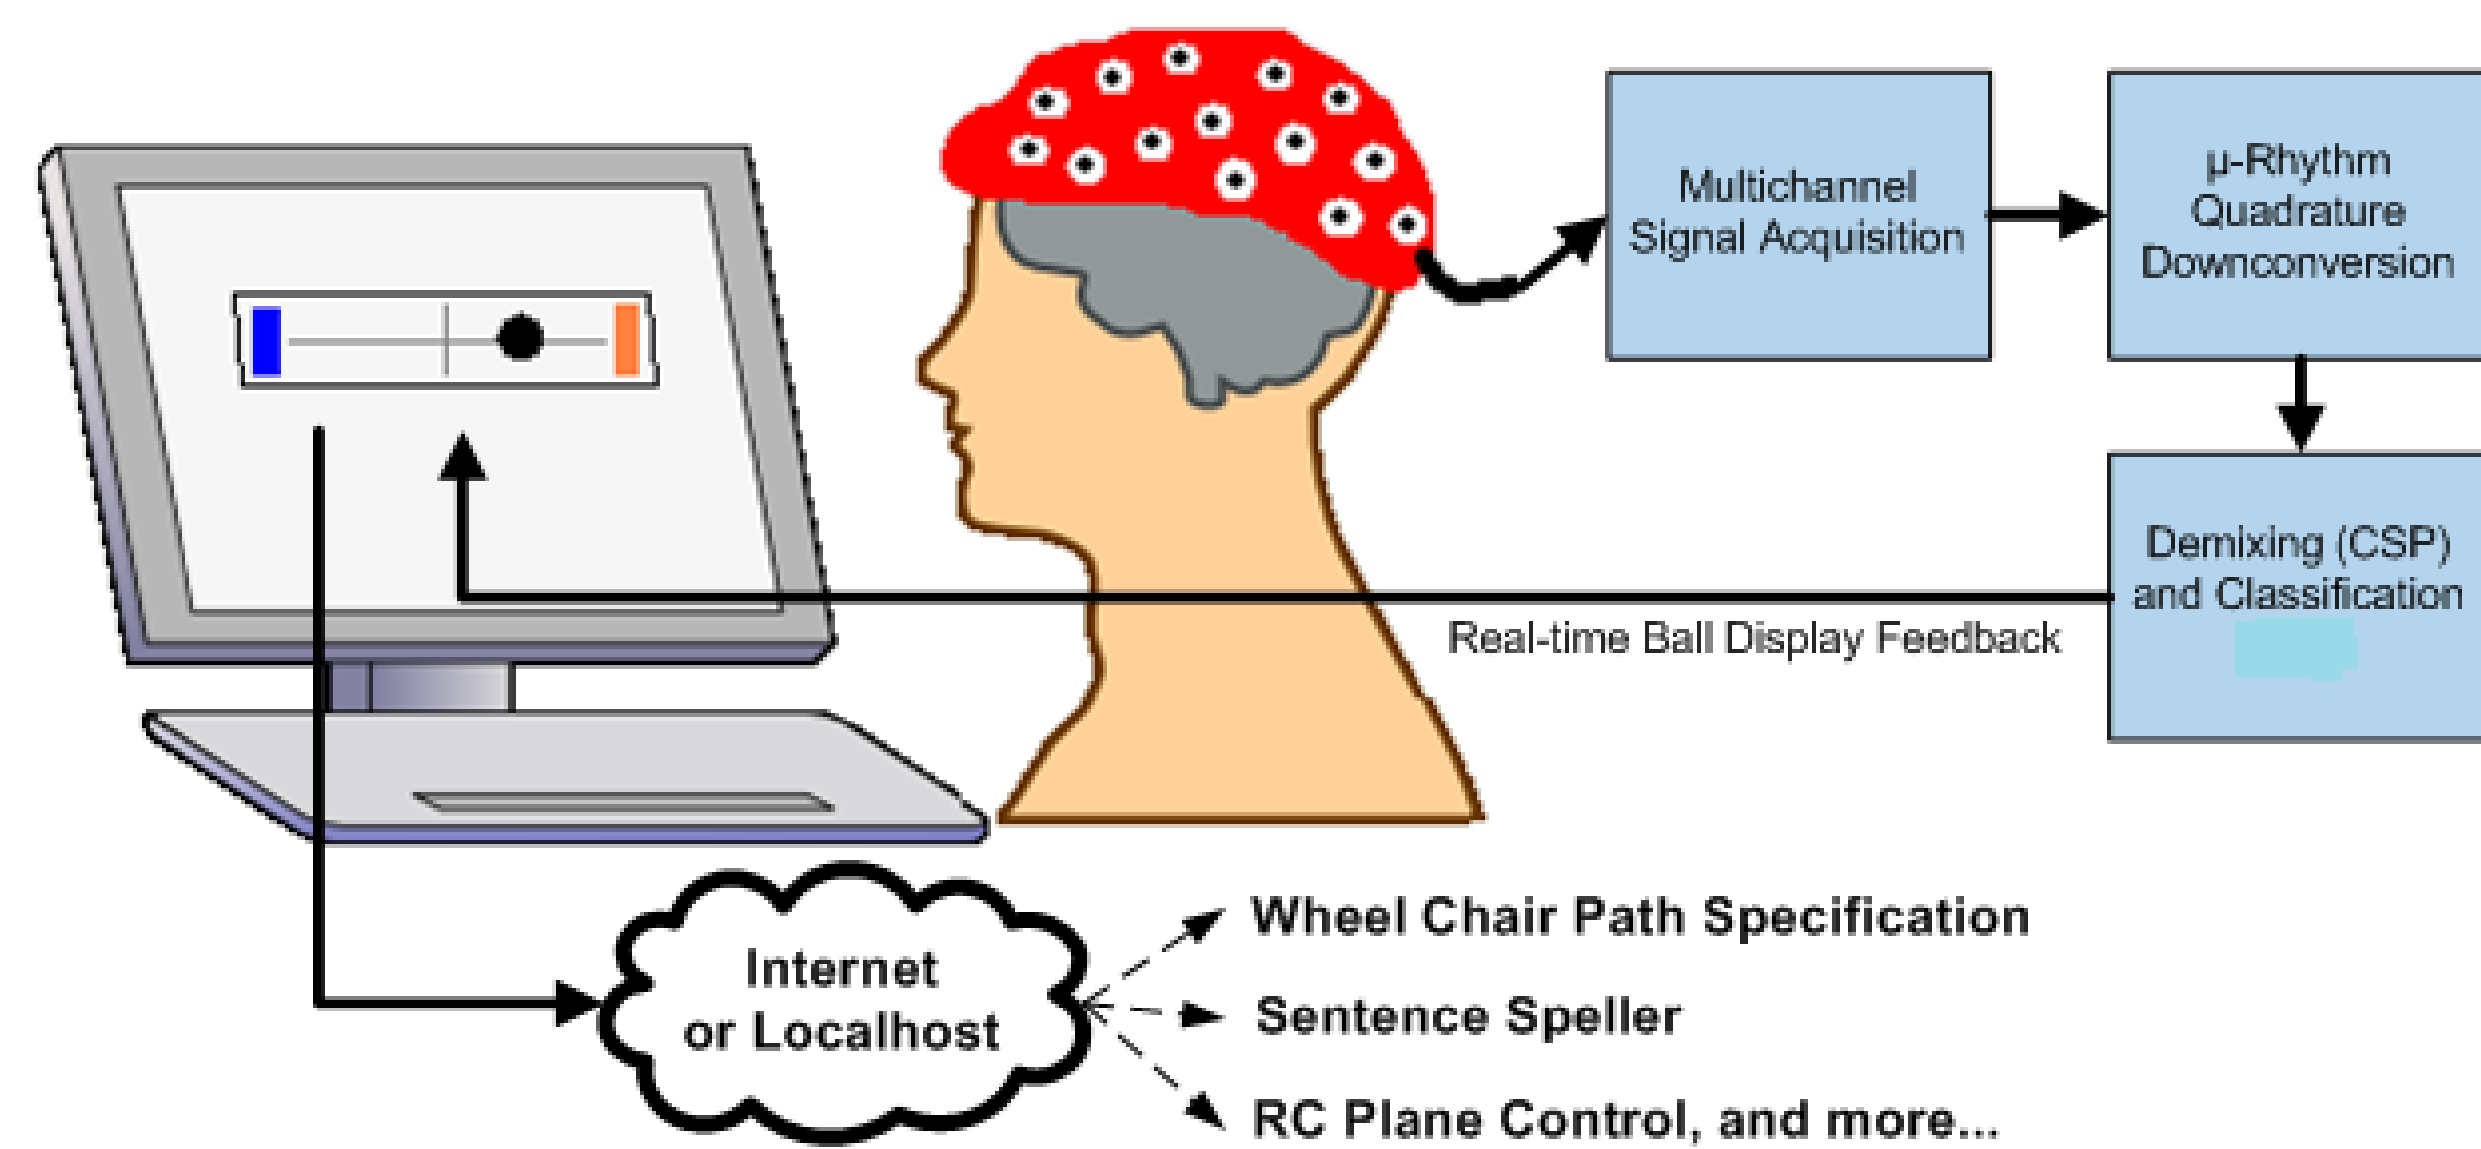 Multichannel
Signal Acquisition
µ-Rhythm
Quadrature
Downconversion
Demixing (CSP)
and Classification
Real-time Ball Display Feedback
Internet
or Localhost
Wheel Chair Path Specification
Sentence Speller
RC Plane Control, and more...